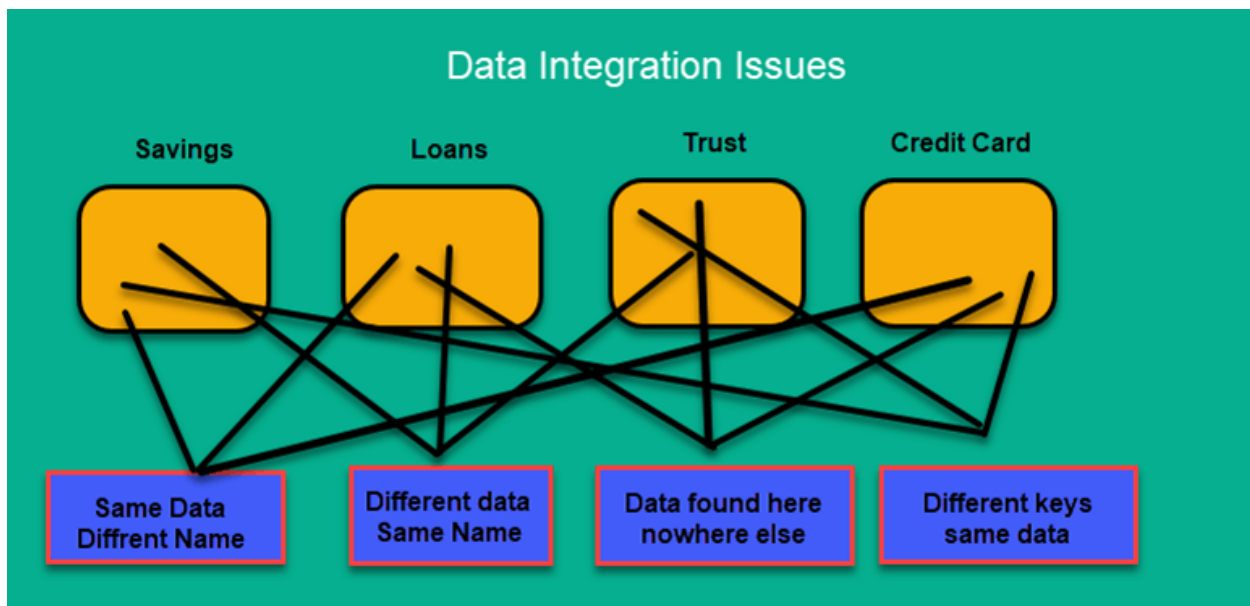 Data Integration Issues
Savings
Loans
Trust
Credit Card
Same Data
Diffrent Name
Different data
Same Name
Data found here
nowhere else
Different keys
same data